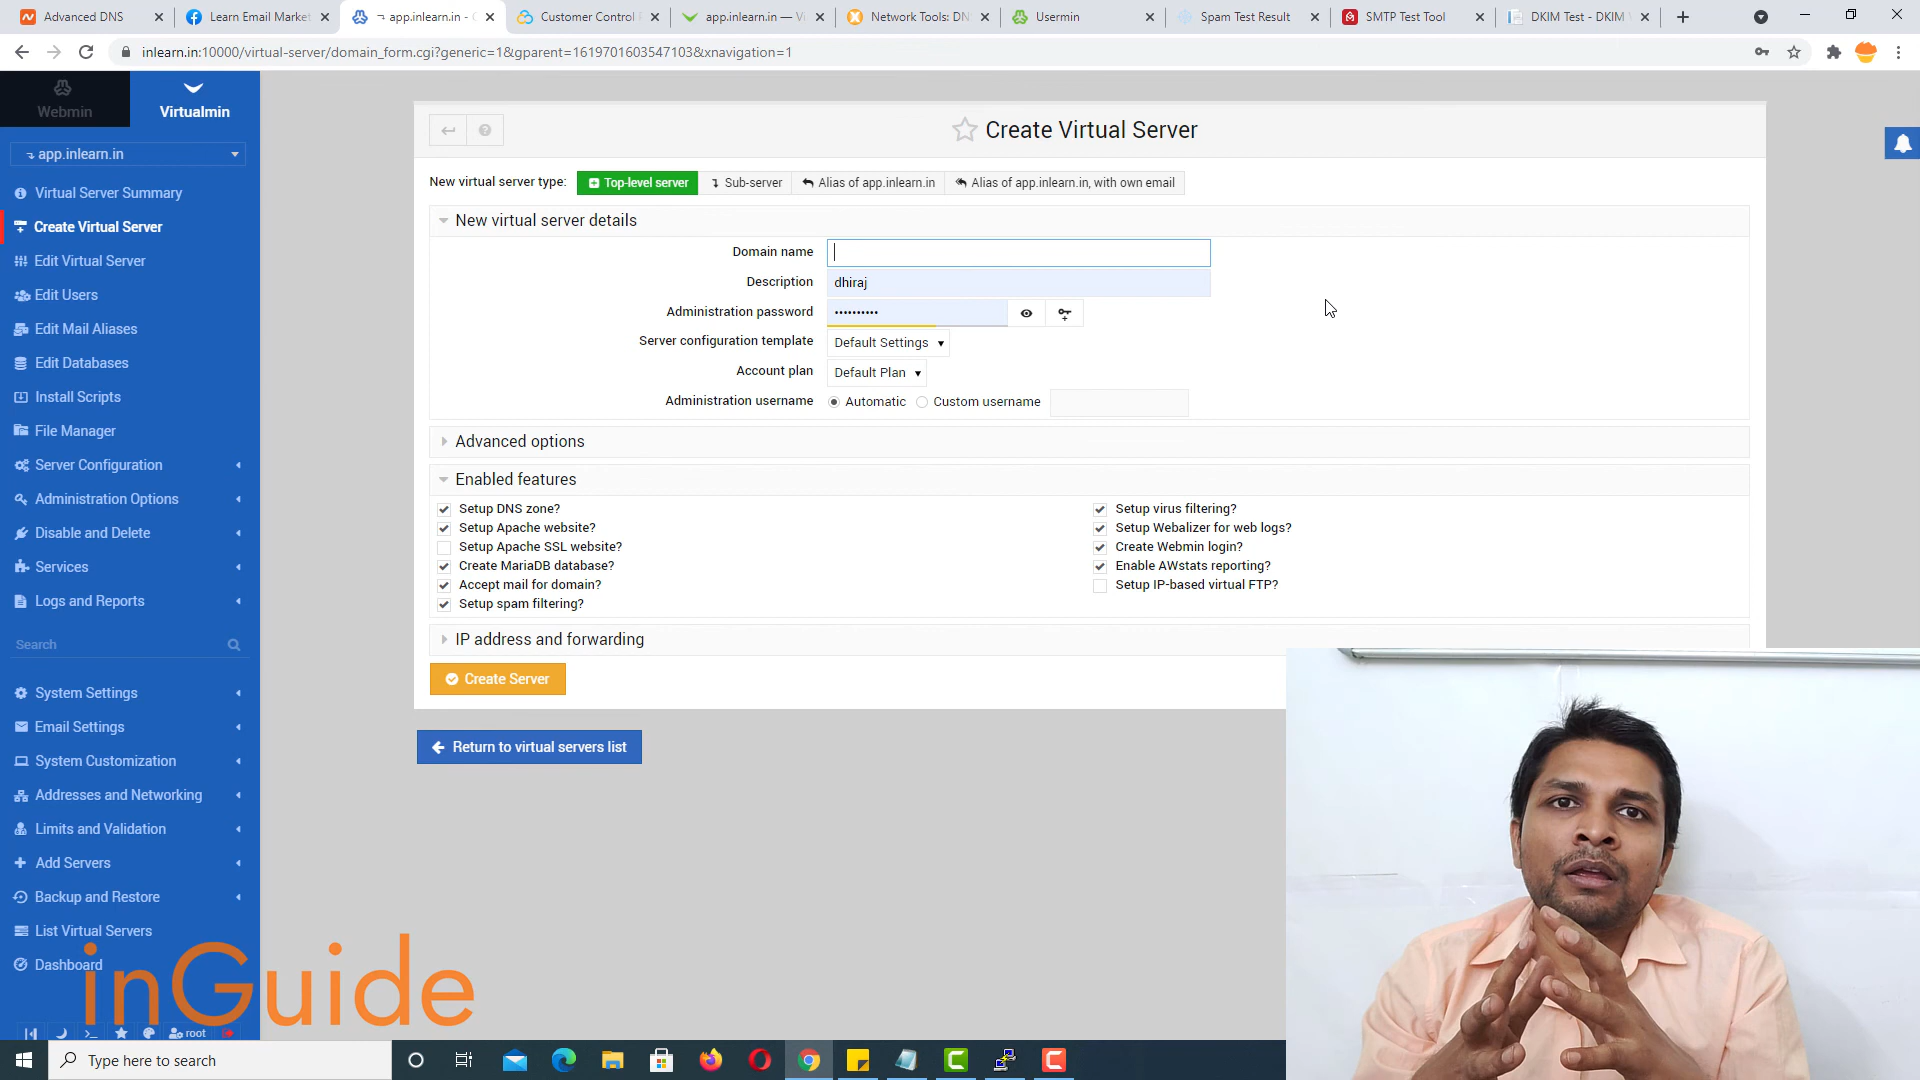 Advanced DNS
Learn Email Market
app.inlearn.in -
Customer Control
app.inlearn.in — Vi
Network Tools: DN
Usermin
Spam Test Result
SMTP Test Tool
DKIM Test - DKIM
inlearn.in:10000/virtual-server/domain_form.cgi?generic=1&gparent=1619701603547103&xnavigation=1
Webmin
Virtualmin
app.inlearn.in
Virtual Server Summary
Create Virtual Server
Edit Virtual Server
Edit Users
Edit Mail Aliases
Edit Databases
Install Scripts
File Manager
Server Configuration
Administration Options
Disable and Delete
Services
Logs and Reports
Search
System Settings
Email Settings
System Customization
Addresses and Networking
Limits and Validation
Add Servers
Backup and Restore
List Virtual Servers
Dashboard
root
Create Virtual Server
New virtual server type: Top-level server Sub-server Alias of app.inlearn.in Alias of app.inlearn.in, with own email
New virtual server details
Domain name
Description dhiraj
Administration password ••••••••••
Server configuration template Default Settings
Account plan Default Plan
Administration username Automatic Custom username
Advanced options
Enabled features
Setup DNS zone?
Setup Apache website?
Setup Apache SSL website?
Create MariaDB database?
Accept mail for domain?
Setup spam filtering?
Setup virus filtering?
Setup Webalizer for web logs?
Create Webmin login?
Enable AWstats reporting?
Setup IP-based virtual FTP?
IP address and forwarding
Create Server
Return to virtual servers list
inGuide
Type here to search